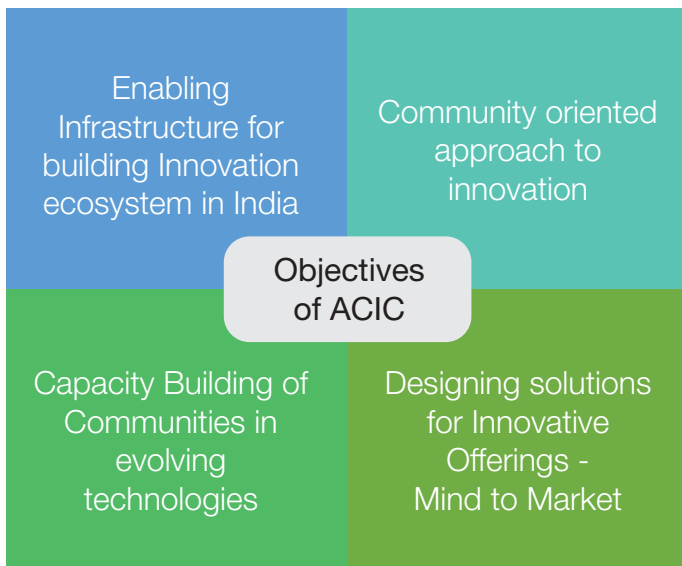 Enabling
Infrastructure for
building Innovation
ecosystem in India
Community oriented
approach to
innovation
Objectives
of ACIC
Capacity Building of
Communities in
evolving
technologies
Designing solutions
for Innovative
Offerings -
Mind to Market